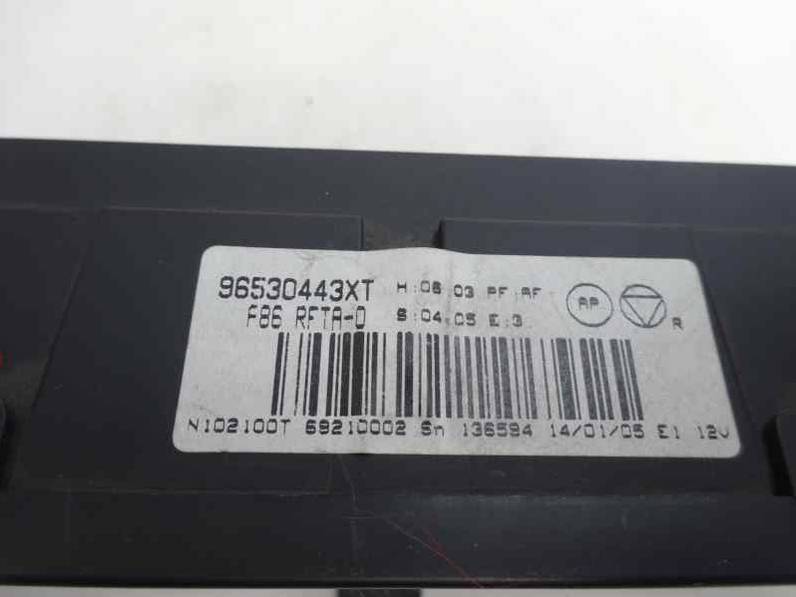 96530443XT H:06:03 PF:AF
F86 RFTA-0 S:04:05 E:3
AP
R
N102100T 69210002 Sn 136594 14/01/05 E1 12v